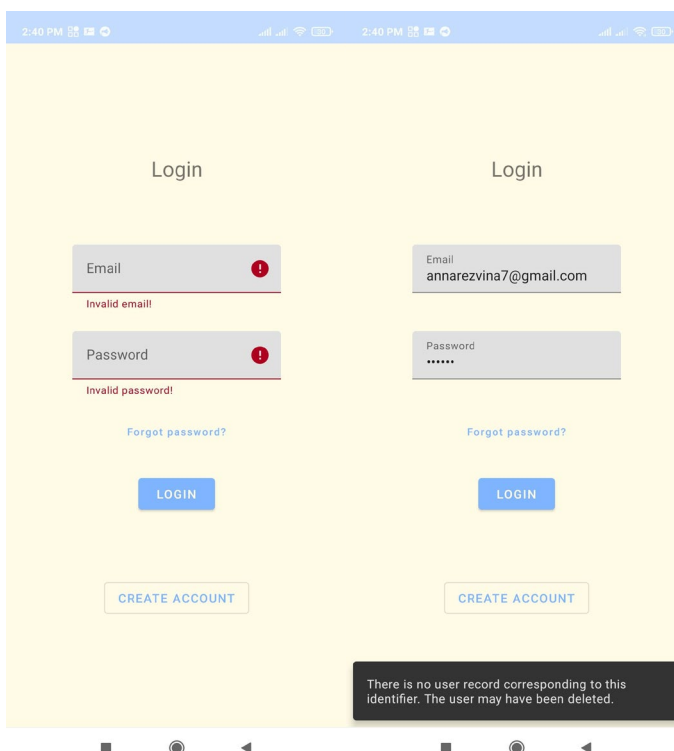 2:40 PM
Login
Email
Invalid email!
Password
Invalid password!
Forgot password?
LOGIN
CREATE ACCOUNT
2:40 PM
Login
Email
annarezvina7@gmail.com
Password
••••••
Forgot password?
LOGIN
CREATE ACCOUNT
There is no user record corresponding to this
identifier. The user may have been deleted.